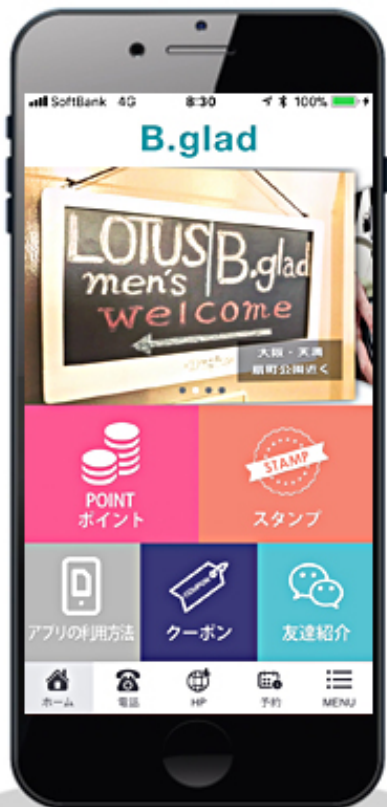 SoftBank 4G 8:30 100%
B.glad
LOTUS B.glad
men's
welcome
大阪・天満
扇町公園近く
POINT
ポイント
STAMP
スタンプ
アプリの利用方法
COUPON
クーポン
友達紹介
ホーム
電話
HP
予約
MENU